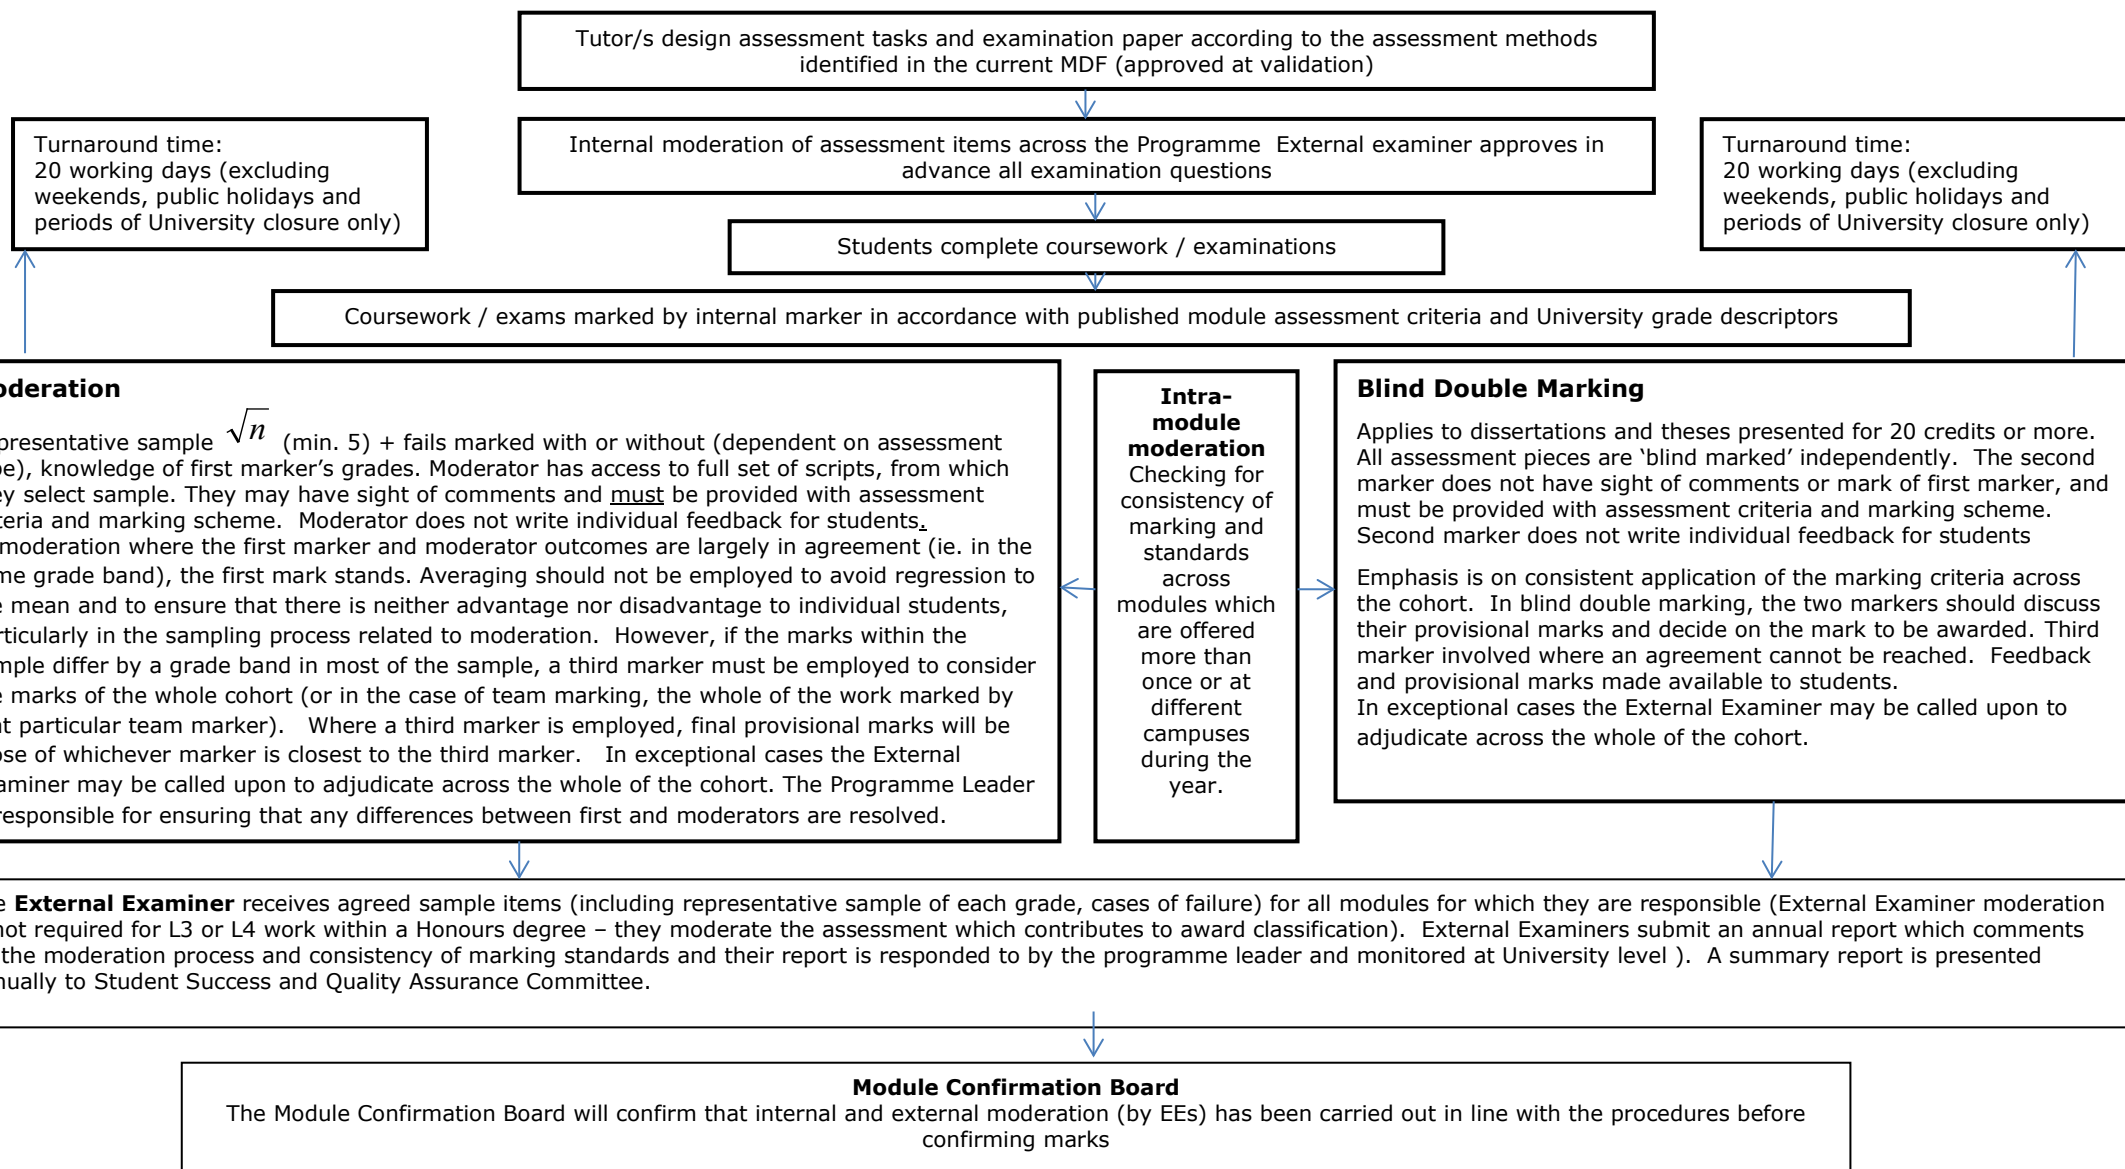 Tutor/s design assessment tasks and examination paper according to the assessment methods
identified in the current MDF (approved at validation)
Turnaround time:
20 working days (excluding
weekends, public holidays and
periods of University closure only)
Internal moderation of assessment items across the Programme  External examiner approves in
advance all examination questions
Turnaround time:
20 working days (excluding
weekends, public holidays and
periods of University closure only)
Students complete coursework / examinations
Coursework / exams marked by internal marker in accordance with published module assessment criteria and University grade descriptors
oderation
presentative sample √n (min. 5) + fails marked with or without (dependent on assessment
pe), knowledge of first marker’s grades. Moderator has access to full set of scripts, from which
ey select sample. They may have sight of comments and must be provided with assessment
teria and marking scheme.  Moderator does not write individual feedback for students.
moderation where the first marker and moderator outcomes are largely in agreement (ie. in the
me grade band), the first mark stands. Averaging should not be employed to avoid regression to
e mean and to ensure that there is neither advantage nor disadvantage to individual students,
rticularly in the sampling process related to moderation.  However, if the marks within the
mple differ by a grade band in most of the sample, a third marker must be employed to consider
e marks of the whole cohort (or in the case of team marking, the whole of the work marked by
at particular team marker).   Where a third marker is employed, final provisional marks will be
ose of whichever marker is closest to the third marker.   In exceptional cases the External
aminer may be called upon to adjudicate across the whole of the cohort. The Programme Leader
responsible for ensuring that any differences between first and moderators are resolved.
Intra-
module
moderation
Checking for
consistency of
marking and
standards
across
modules which
are offered
more than
once or at
different
campuses
during the
year.
Blind Double Marking
Applies to dissertations and theses presented for 20 credits or more.
All assessment pieces are ‘blind marked’ independently.  The second
marker does not have sight of comments or mark of first marker, and
must be provided with assessment criteria and marking scheme.
Second marker does not write individual feedback for students
Emphasis is on consistent application of the marking criteria across
the cohort.  In blind double marking, the two markers should discuss
their provisional marks and decide on the mark to be awarded. Third
marker involved where an agreement cannot be reached.  Feedback
and provisional marks made available to students.
In exceptional cases the External Examiner may be called upon to
adjudicate across the whole of the cohort.
e External Examiner receives agreed sample items (including representative sample of each grade, cases of failure) for all modules for which they are responsible (External Examiner moderation
not required for L3 or L4 work within a Honours degree – they moderate the assessment which contributes to award classification).  External Examiners submit an annual report which comments
the moderation process and consistency of marking standards and their report is responded to by the programme leader and monitored at University level ).  A summary report is presented
nually to Student Success and Quality Assurance Committee.
Module Confirmation Board
The Module Confirmation Board will confirm that internal and external moderation (by EEs) has been carried out in line with the procedures before
confirming marks